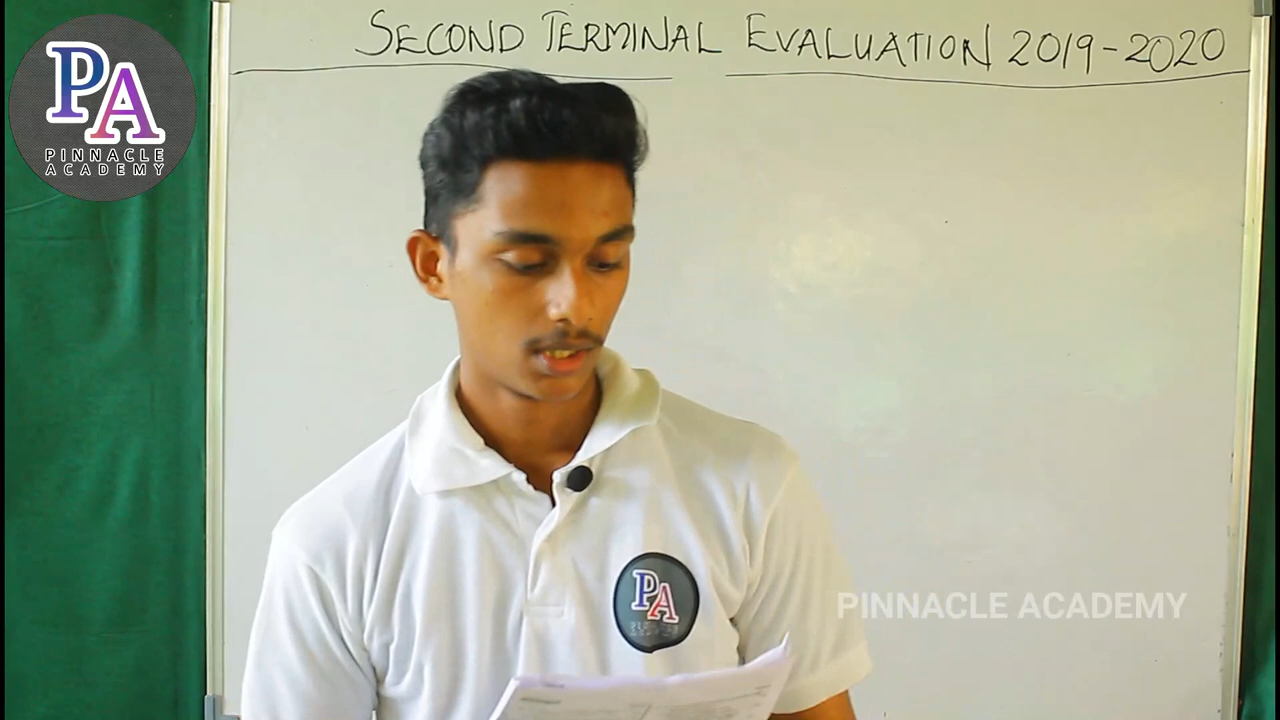 SECOND TERMINAL EVALUATION 2019-2020
PA
PINNACLE
ACADEMY
PA
PINNACLE ACADEMY